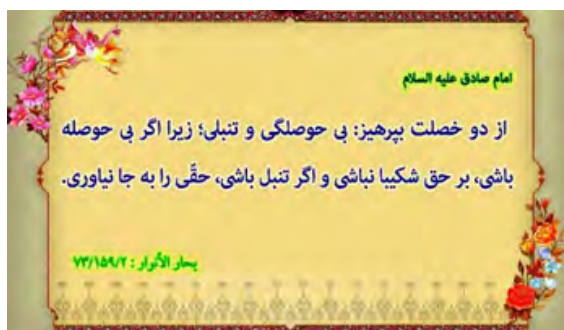 امام صادق علیه السلام
از دو خصلت بپرهیز: بی حوصلگی و تنبلی؛ زیرا اگر بی حوصله
باشی، بر حق شکیبا نباشی و اگر تنبل باشی، حقّی را به جا نیاوری.
بحار الأنوار : ۷۳/۱۵۹/۲